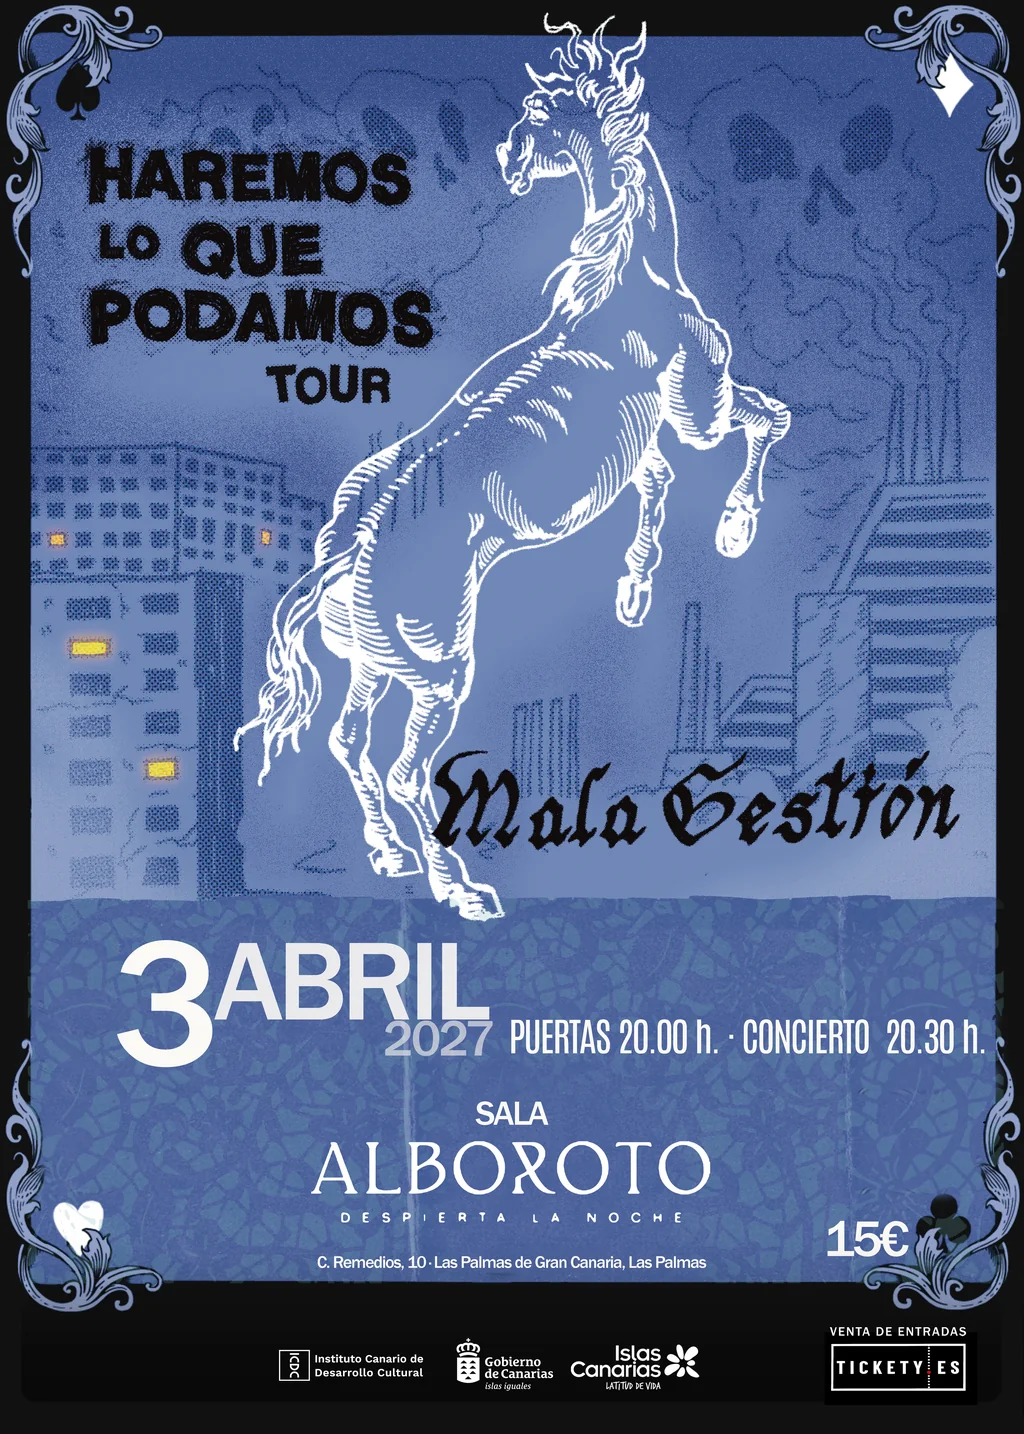 HAREMOS
LO QUE
PODAMOS
TOUR
Mala Gestión
3 ABRIL
2027
PUERTAS 20.00 h. · CONCIERTO 20.30 h.
SALA
ALBOROTO
DESPIERTA LA NOCHE
15€
C. Remedios, 10 · Las Palmas de Gran Canaria, Las Palmas
VENTA DE ENTRADAS
TICKETY.ES
ICDC
Instituto Canario de
Desarrollo Cultural
Gobierno
de Canarias
islas iguales
Islas
Canarias
LATITUD DE VIDA